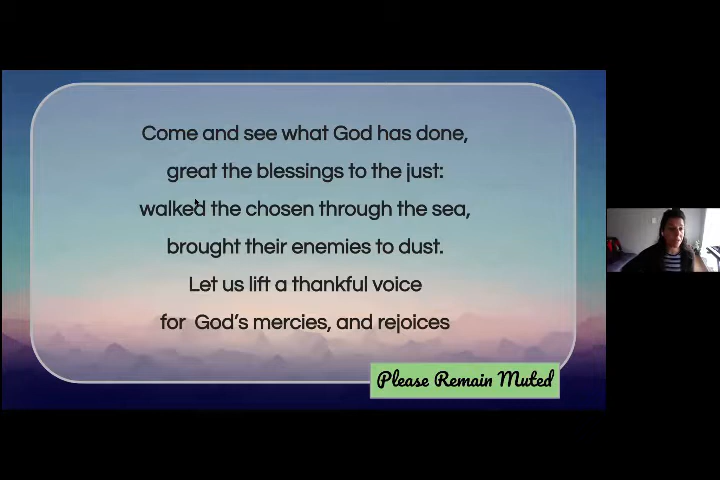 Come and see what God has done,
great the blessings to the just:
walked the chosen through the sea,
brought their enemies to dust.
Let us lift a thankful voice
for God's mercies, and rejoices
Please Remain Muted